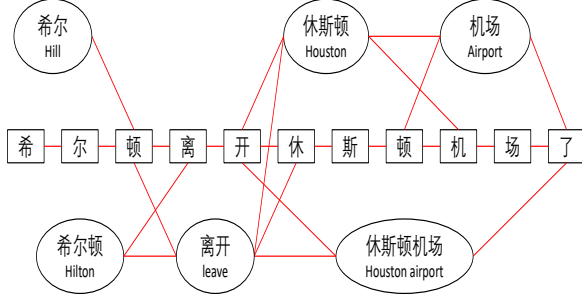 希尔
Hill
休斯顿
Houston
机场
Airport
希 尔 顿 离 开 休 斯 顿 机 场 了
希尔顿
Hilton
离开
leave
休斯顿机场
Houston airport